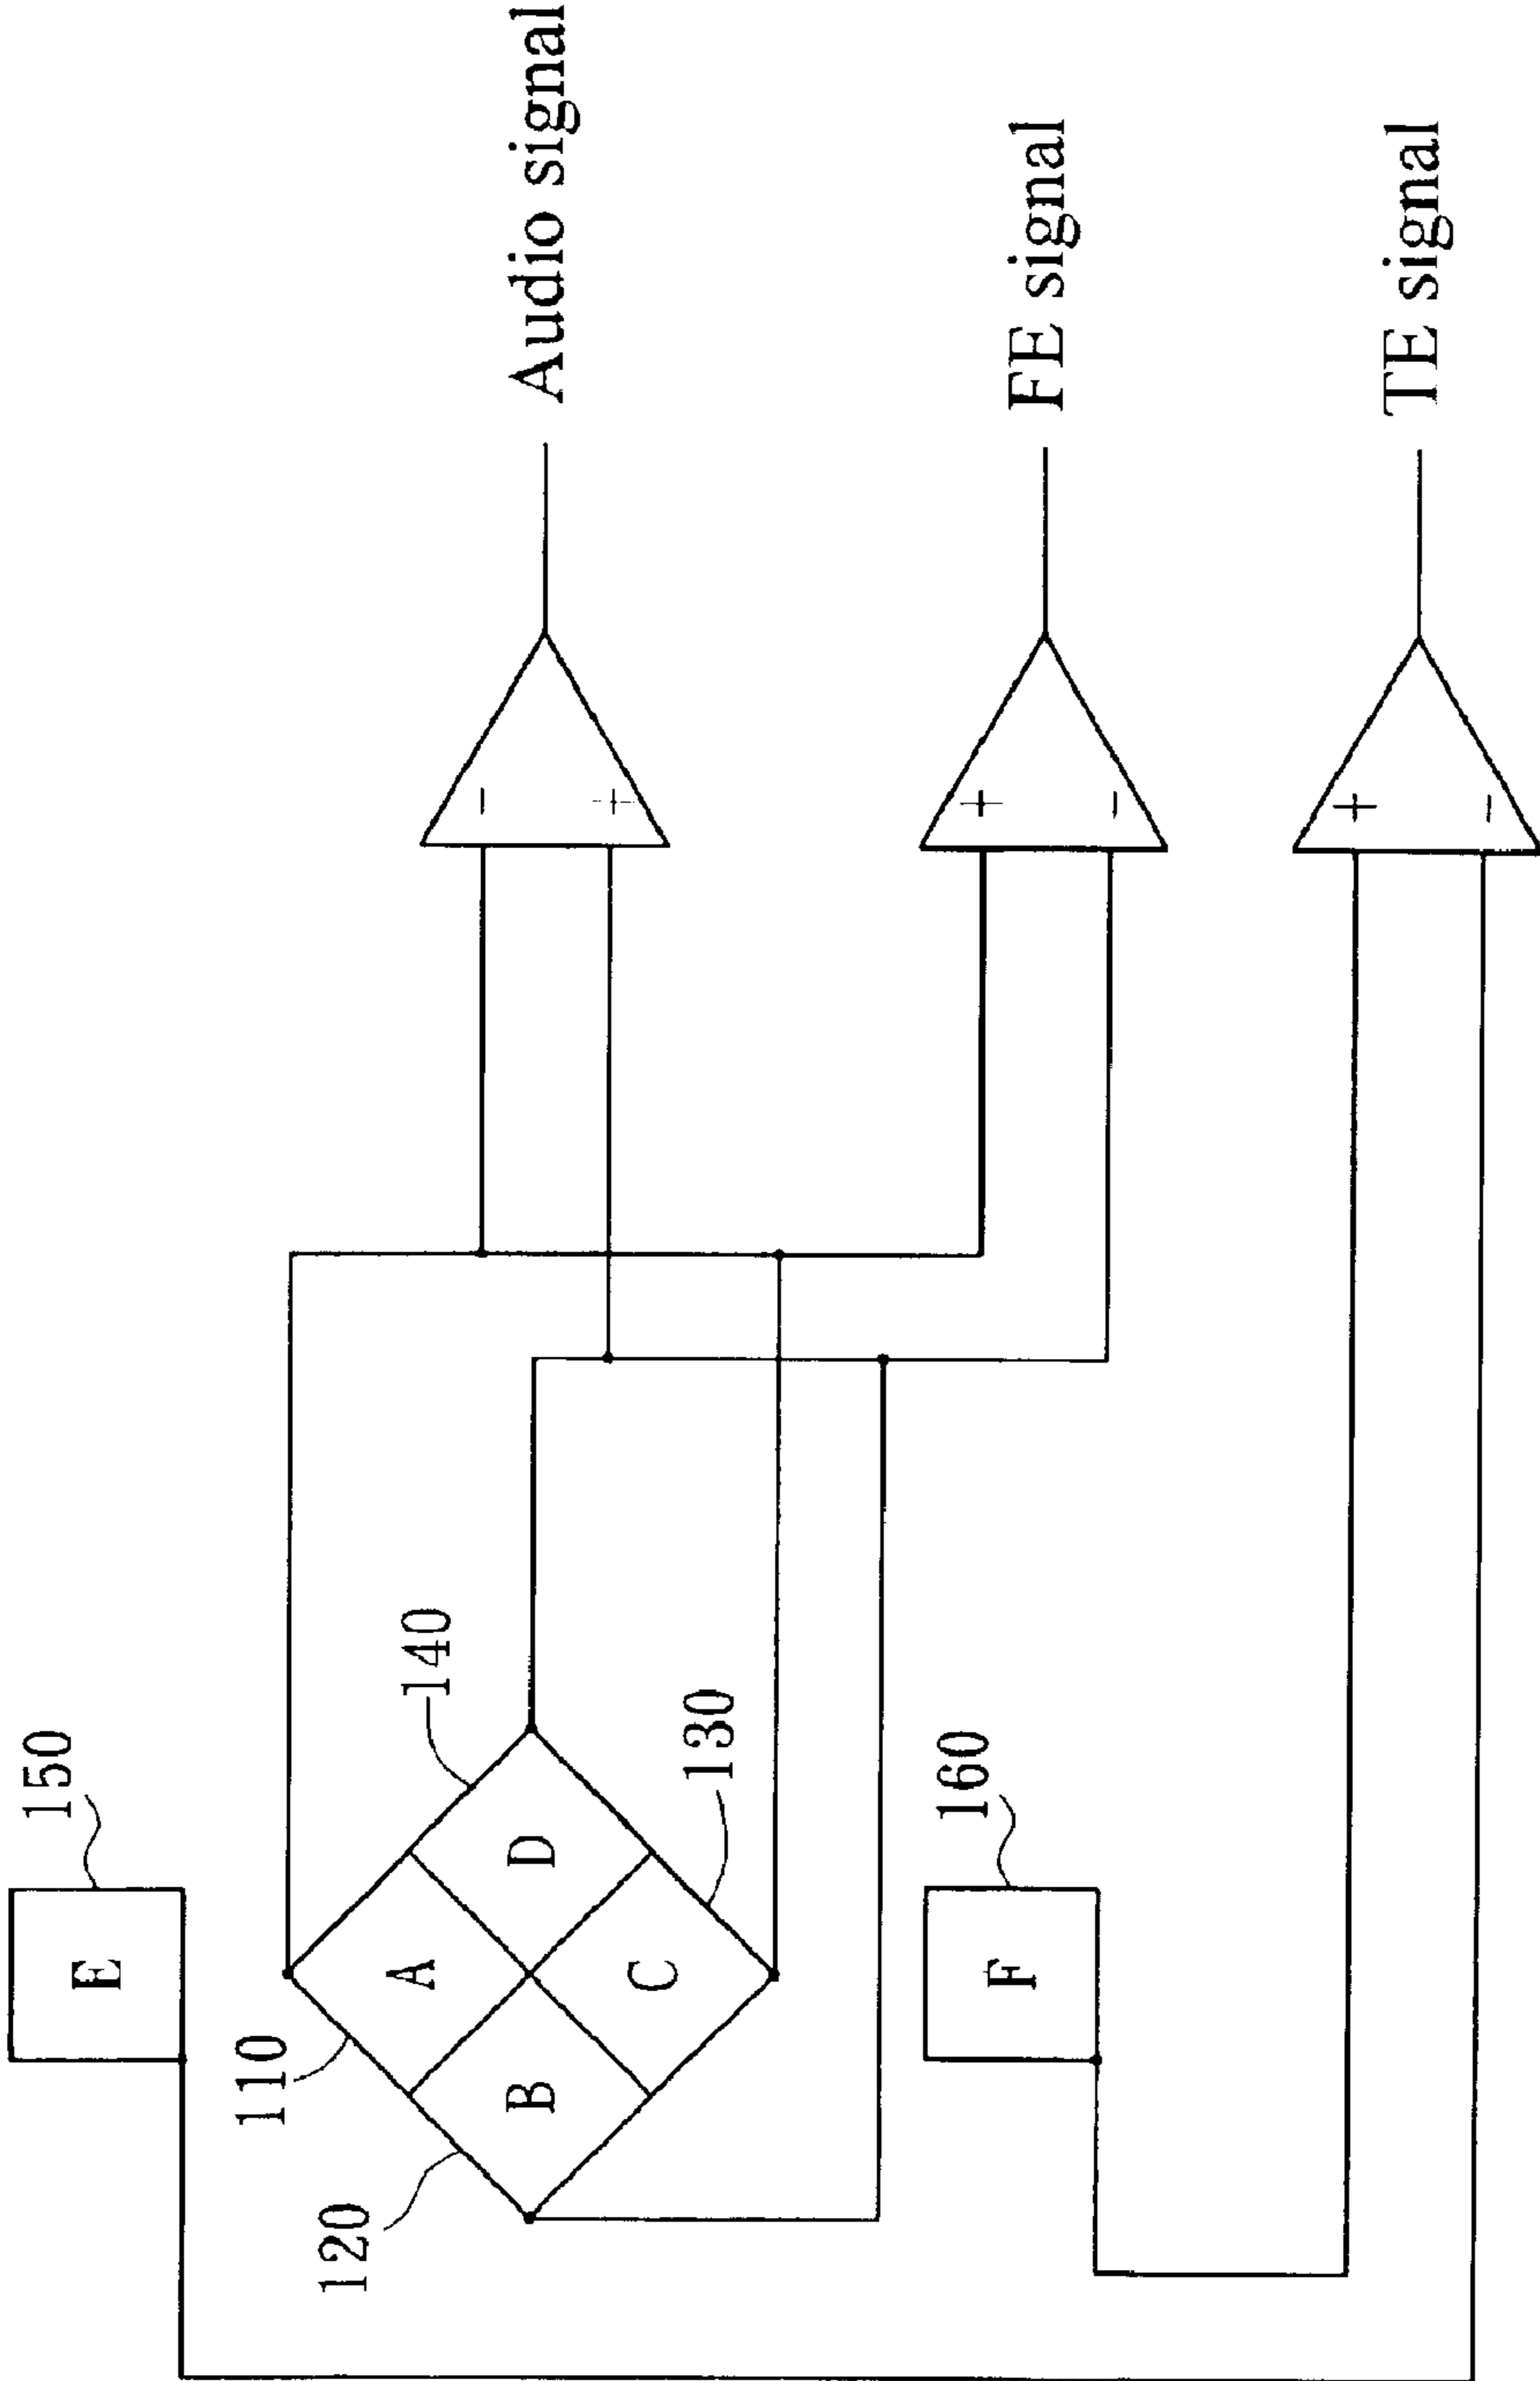 150
E
110
A
140
120
B
D
C
130
160
F
-
+
Audio signal
+
-
FE signal
+
-
TE signal